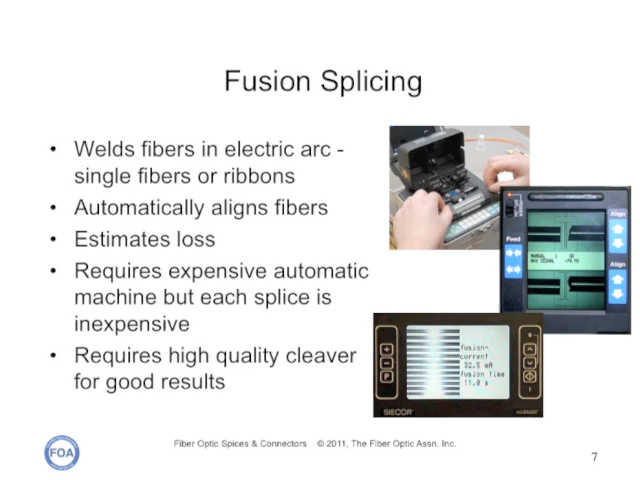 Fusion Splicing
• Welds fibers in electric arc -
single fibers or ribbons
• Automatically aligns fibers
• Estimates loss
• Requires expensive automatic
machine but each splice is
inexpensive
• Requires high quality cleaver
for good results
Align
Feed
Align
MANUAL 1
fusion-
current
32.5 mA
fusion time
11.0 s
P
SIECOR
Fiber Optic Spices & Connectors © 2011, The Fiber Optic Assn. Inc.
FOA
7